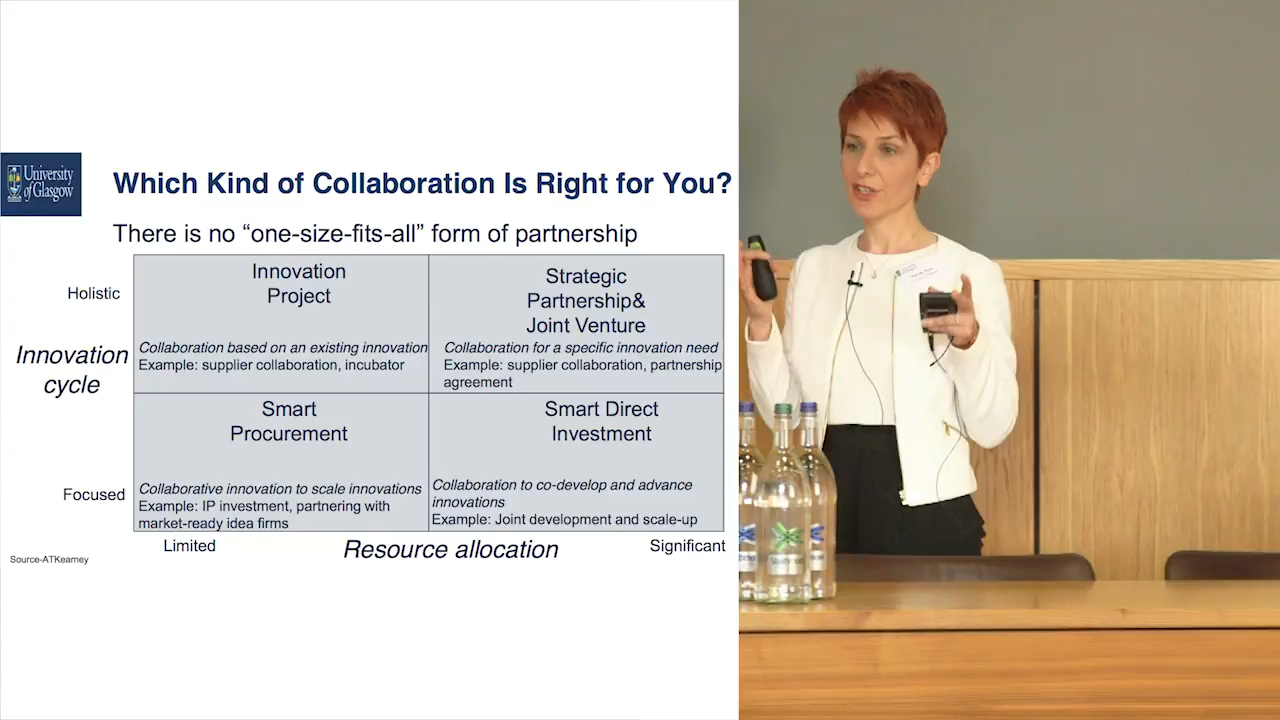 University
of Glasgow
Which Kind of Collaboration Is Right for You?
There is no “one-size-fits-all” form of partnership
Holistic
Innovation
cycle
Focused
Innovation
Project
Collaboration based on an existing innovation
Example: supplier collaboration, incubator
Strategic
Partnership&
Joint Venture
Collaboration for a specific innovation need
Example: supplier collaboration, partnership
agreement
Smart
Procurement
Collaborative innovation to scale innovations
Example: IP investment, partnering with
market-ready idea firms
Smart Direct
Investment
Collaboration to co-develop and advance
innovations
Example: Joint development and scale-up
Limited
Resource allocation
Significant
Source-ATKearney